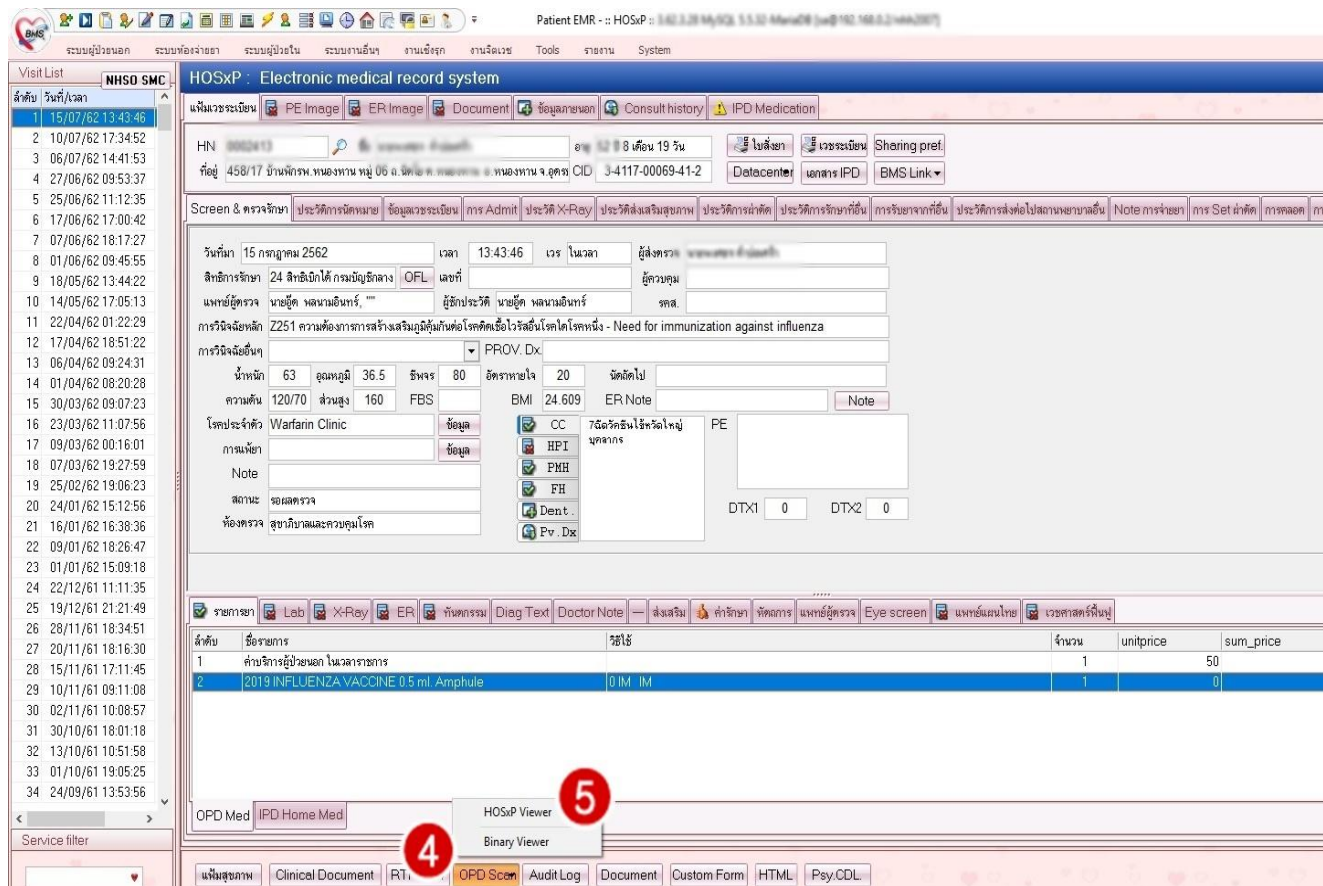 BMS
Patient EMR - :: HOSxP ::
ระบบผู้ป่วยนอก ระบบห้องจ่ายยา ระบบผู้ป่วยใน ระบบงานอื่นๆ งานเชิงรุก งานจิตเวช Tools รายงาน System
Visit List NHSO SMC
HOSxP : Electronic medical record system
ลำดับ วันที่/เวลา
1 15/07/62 13:43:46
2 10/07/62 17:34:52
3 06/07/62 14:41:53
4 27/06/62 09:53:37
5 25/06/62 11:12:35
6 17/06/62 17:00:42
7 07/06/62 18:17:27
8 01/06/62 09:45:55
9 18/05/62 13:44:22
10 14/05/62 17:05:13
11 22/04/62 01:22:29
12 17/04/62 18:51:22
13 06/04/62 09:24:31
14 01/04/62 08:20:28
15 30/03/62 09:07:23
16 23/03/62 11:07:56
17 09/03/62 00:16:01
18 07/03/62 19:27:59
19 25/02/62 19:06:23
20 24/01/62 15:12:56
21 16/01/62 16:38:36
22 09/01/62 18:26:47
23 01/01/62 15:09:18
24 22/12/61 11:11:35
25 19/12/61 21:21:49
26 28/11/61 18:34:51
27 20/11/61 18:16:30
28 15/11/61 17:11:45
29 10/11/61 09:11:08
30 02/11/61 10:08:57
31 30/10/61 18:01:18
32 13/10/61 10:51:58
33 01/10/61 19:05:25
34 24/09/61 13:53:56
Service filter
แฟ้มเวชระเบียน PE Image ER Image Document ข้อมูลภายนอก Consult history IPD Medication
HN อายุ 8 เดือน 19 วัน ใบสั่งยา เวชระเบียน Sharing pref.
ที่อยู่ 458/17 บ้านพักรพ.หนองหาน หมู่ 06 อ.หนองหาน จ.อุดร CID 3-4117-00069-41-2 Datacenter เอกสาร IPD BMS Link
Screen & ตรวจรักษา ประวัติการนัดหมาย ข้อมูลเวชระเบียน การ Admit ประวัติ X-Ray ประวัติส่งเสริมสุขภาพ ประวัติการผ่าตัด ประวัติการรักษาที่อื่น การรับยาจากที่อื่น ประวัติการส่งต่อไปสถานพยาบาลอื่น Note การจ่ายยา การ Set ผ่าตัด การคลอด
วันที่มา 15 กรกฎาคม 2562 เวลา 13:43:46 เวร ในเวลา ผู้ส่งตรวจ
สิทธิการรักษา 24 สิทธิเบิกได้ กรมบัญชีกลาง OFL เลขที่ ผู้ควบคุม
แพทย์ผู้ตรวจ นายอู๊ด พลนามอินทร์, "" ผู้ซักประวัติ นายอู๊ด พลนามอินทร์ รคส.
การวินิจฉัยหลัก Z251 ความต้องการการสร้างเสริมภูมิคุ้มกันต่อโรคติดเชื้อไวรัสอื่นโรคใดโรคหนึ่ง - Need for immunization against influenza
การวินิจฉัยอื่นๆ PROV. Dx.
น้ำหนัก 63 อุณหภูมิ 36.5 ชีพจร 80 อัตราหายใจ 20 นัดถัดไป
ความดัน 120/70 ส่วนสูง 160 FBS BMI 24.609 ER Note Note
โรคประจำตัว Warfarin Clinic ข้อมูล CC 7ฉีดวัคซีนไข้หวัดใหญ่ PE
บุคลากร
การแพ้ยา ข้อมูล HPI
Note PMH
สถานะ รอผลตรวจ FH
Dent. DTX1 0 DTX2 0
ห้องตรวจ สุขาภิบาลและควบคุมโรค Pv.Dx
รายการยา Lab X-Ray ER ทันตกรรม Diag Text Doctor Note ส่งเสริม ค่ารักษา หัตถการ แพทย์ผู้ตรวจ Eye screen แพทย์แผนไทย เวชศาสตร์ฟื้นฟู
ลำดับ ชื่อรายการ วิธีใช้ จำนวน unitprice sum_price
1 ค่าบริการผู้ป่วยนอก ในเวลาราชการ 1 50
2 2019 INFLUENZA VACCINE 0.5 ml. Amphule 0 IM IM 1 0
OPD Med IPD Home Med
HOSxP Viewer 5
Binary Viewer
4
แฟ้มสุขภาพ Clinical Document OPD Scan Audit Log Document Custom Form HTML Psy.CDL.